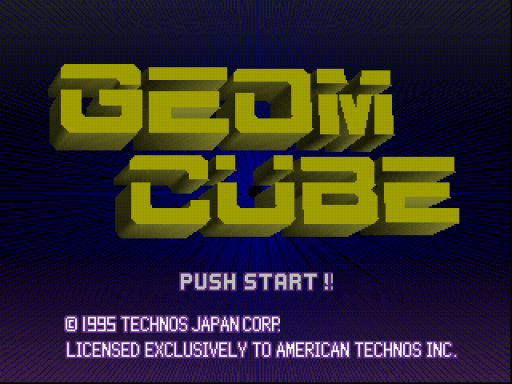 GEOM
CUBE
PUSH START !!
© 1995 TECHNOS JAPAN CORP.
LICENSED EXCLUSIVELY TO AMERICAN TECHNOS INC.